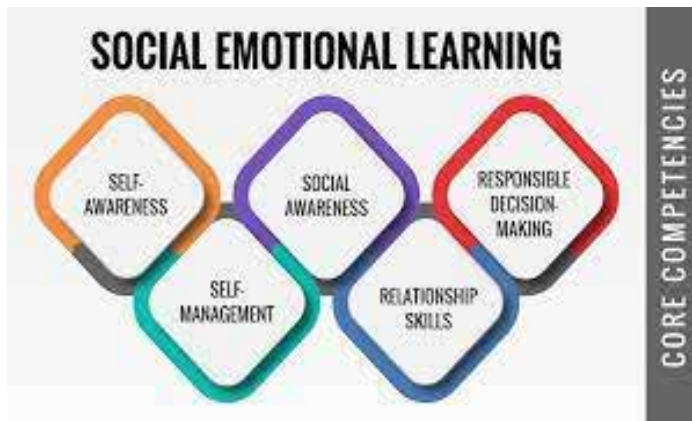 SOCIAL EMOTIONAL LEARNING
SELF-
AWARENESS
SOCIAL
AWARENESS
RESPONSIBLE
DECISION-
MAKING
SELF-
MANAGEMENT
RELATIONSHIP
SKILLS
CORE COMPETENCIES